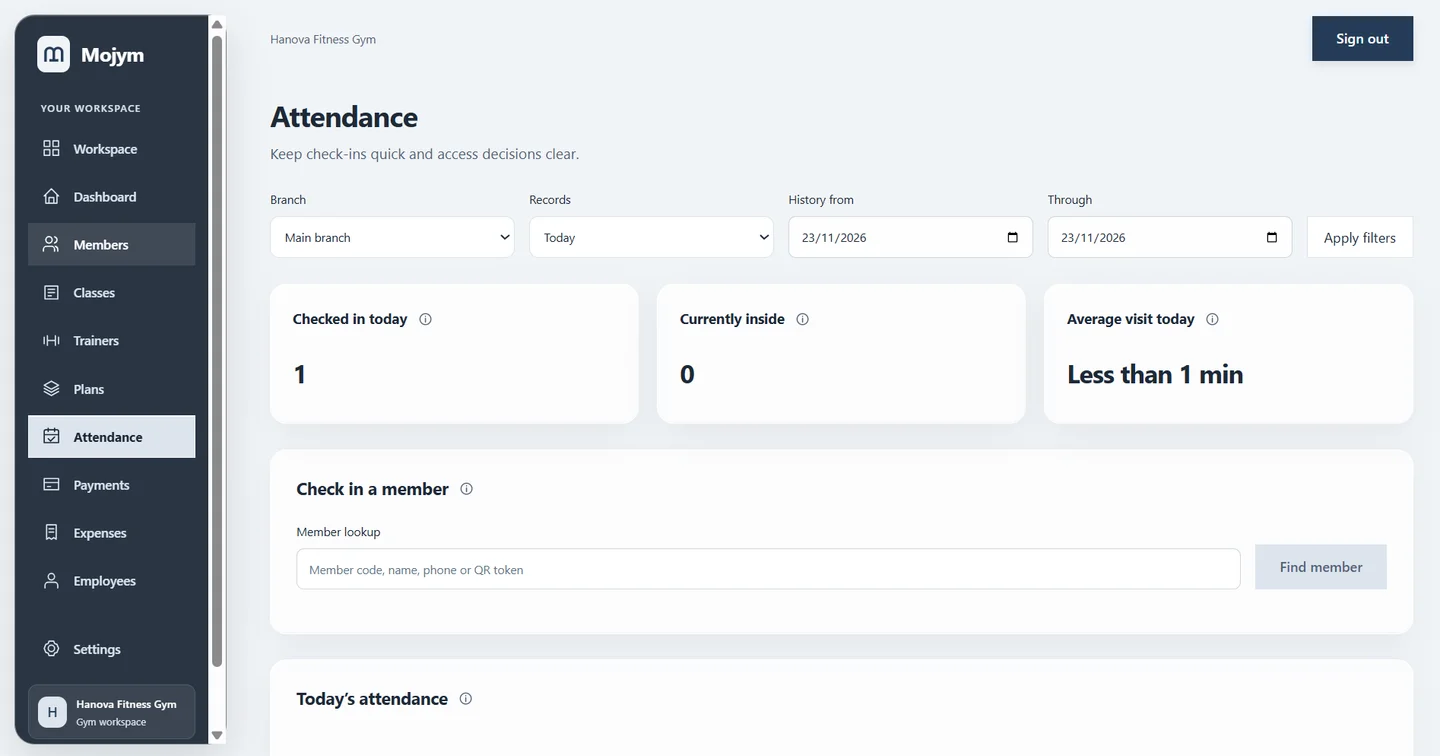 Mojym
YOUR WORKSPACE
Workspace
Dashboard
Members
Classes
Trainers
Plans
Attendance
Payments
Expenses
Employees
Settings
H
Hanova Fitness Gym
Gym workspace
Hanova Fitness Gym
Sign out
Attendance
Keep check-ins quick and access decisions clear.
Branch
Records
History from
Through
Main branch
Today
23/11/2026
23/11/2026
Apply filters
Checked in today
1
Currently inside
0
Average visit today
Less than 1 min
Check in a member
Member lookup
Member code, name, phone or QR token
Find member
Today’s attendance